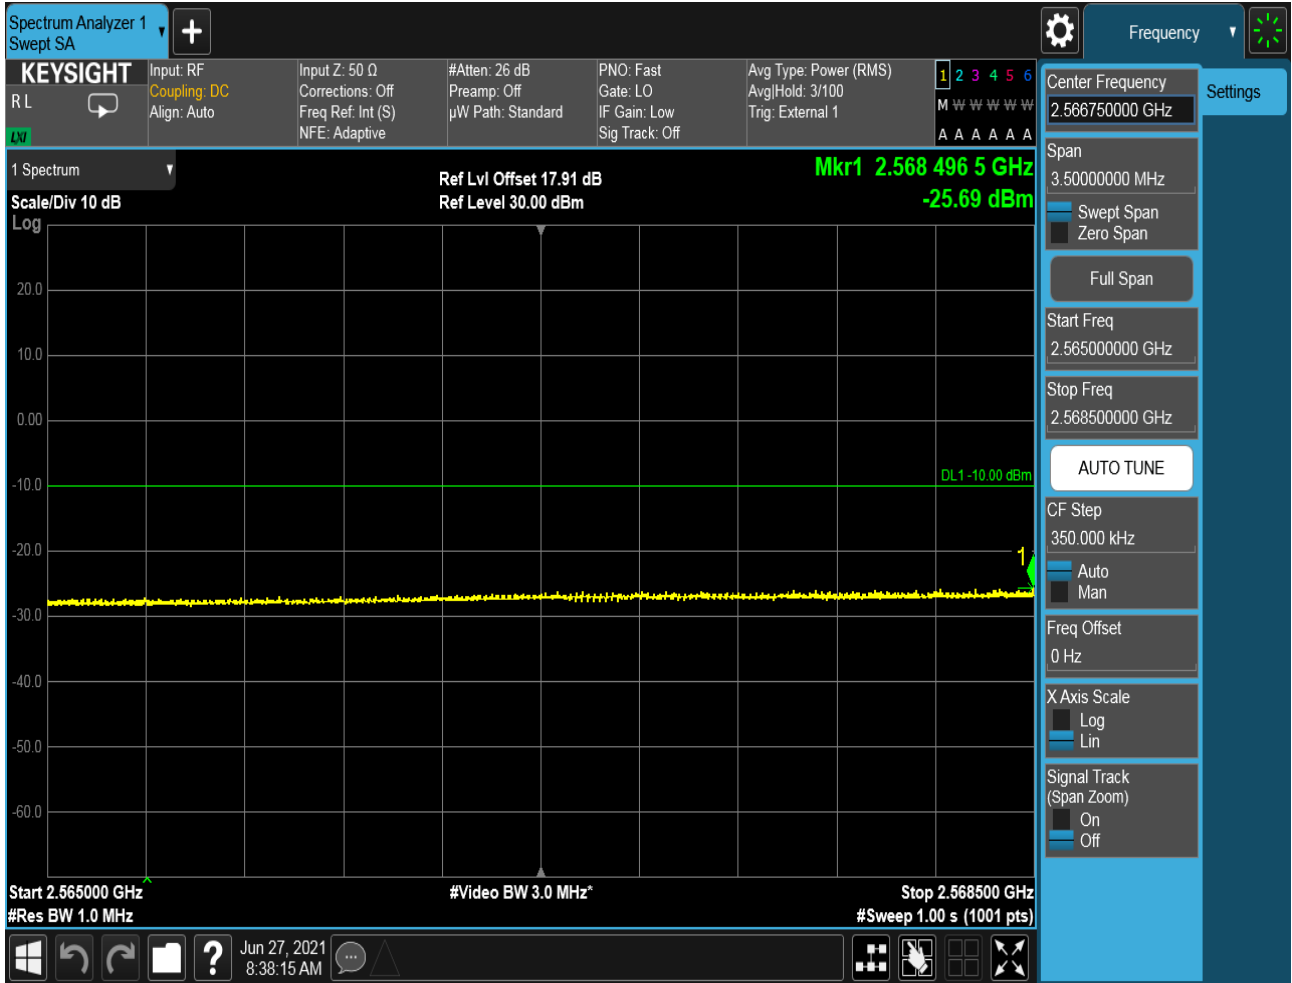 Spectrum Analyzer 1
Swept SA
Frequency
KEYSIGHT
R L
LXI
Input: RF
Coupling: DC
Align: Auto
Input Z: 50 Ω
Corrections: Off
Freq Ref: Int (S)
NFE: Adaptive
#Atten: 26 dB
Preamp: Off
µW Path: Standard
PNO: Fast
Gate: LO
IF Gain: Low
Sig Track: Off
Avg Type: Power (RMS)
Avg|Hold: 3/100
Trig: External 1
1 2 3 4 5 6
M W W W W W
A A A A A A
1 Spectrum
Scale/Div 10 dB
Log
Ref Lvl Offset 17.91 dB
Ref Level 30.00 dBm
Mkr1 2.568 496 5 GHz
-25.69 dBm
20.0
10.0
0.00
-10.0
-20.0
-30.0
-40.0
-50.0
-60.0
DL1 -10.00 dBm
1
Start 2.565000 GHz
#Res BW 1.0 MHz
#Video BW 3.0 MHz*
Stop 2.568500 GHz
#Sweep 1.00 s (1001 pts)
Center Frequency
2.566750000 GHz
Span
3.50000000 MHz
Swept Span
Zero Span
Full Span
Start Freq
2.565000000 GHz
Stop Freq
2.568500000 GHz
AUTO TUNE
CF Step
350.000 kHz
Auto
Man
Freq Offset
0 Hz
X Axis Scale
Log
Lin
Signal Track
(Span Zoom)
On
Off
Settings
?
Jun 27, 2021
8:38:15 AM